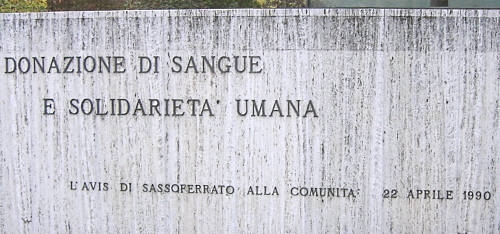 DONAZIONE DI SANGUE
E SOLIDARIETA' UMANA
L'AVIS DI SASSOFERRATO ALLA COMUNITA' 22 APRILE 1990